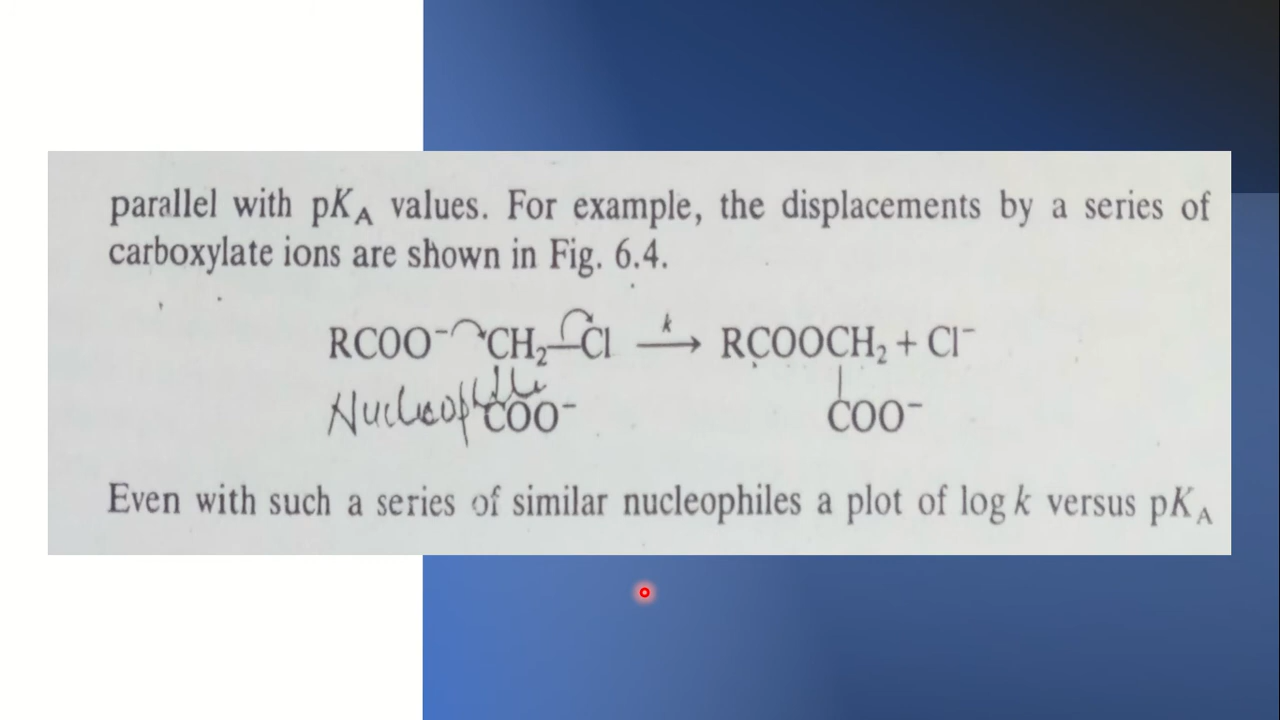 parallel with pK_A values. For example, the displacements by a series of
carboxylate ions are shown in Fig. 6.4.
RCOO⁻ CH₂—Cl —k→ RCOOCH₂ + Cl⁻
Nucleophile COO⁻ COO⁻
Even with such a series of similar nucleophiles a plot of log k versus pK_A